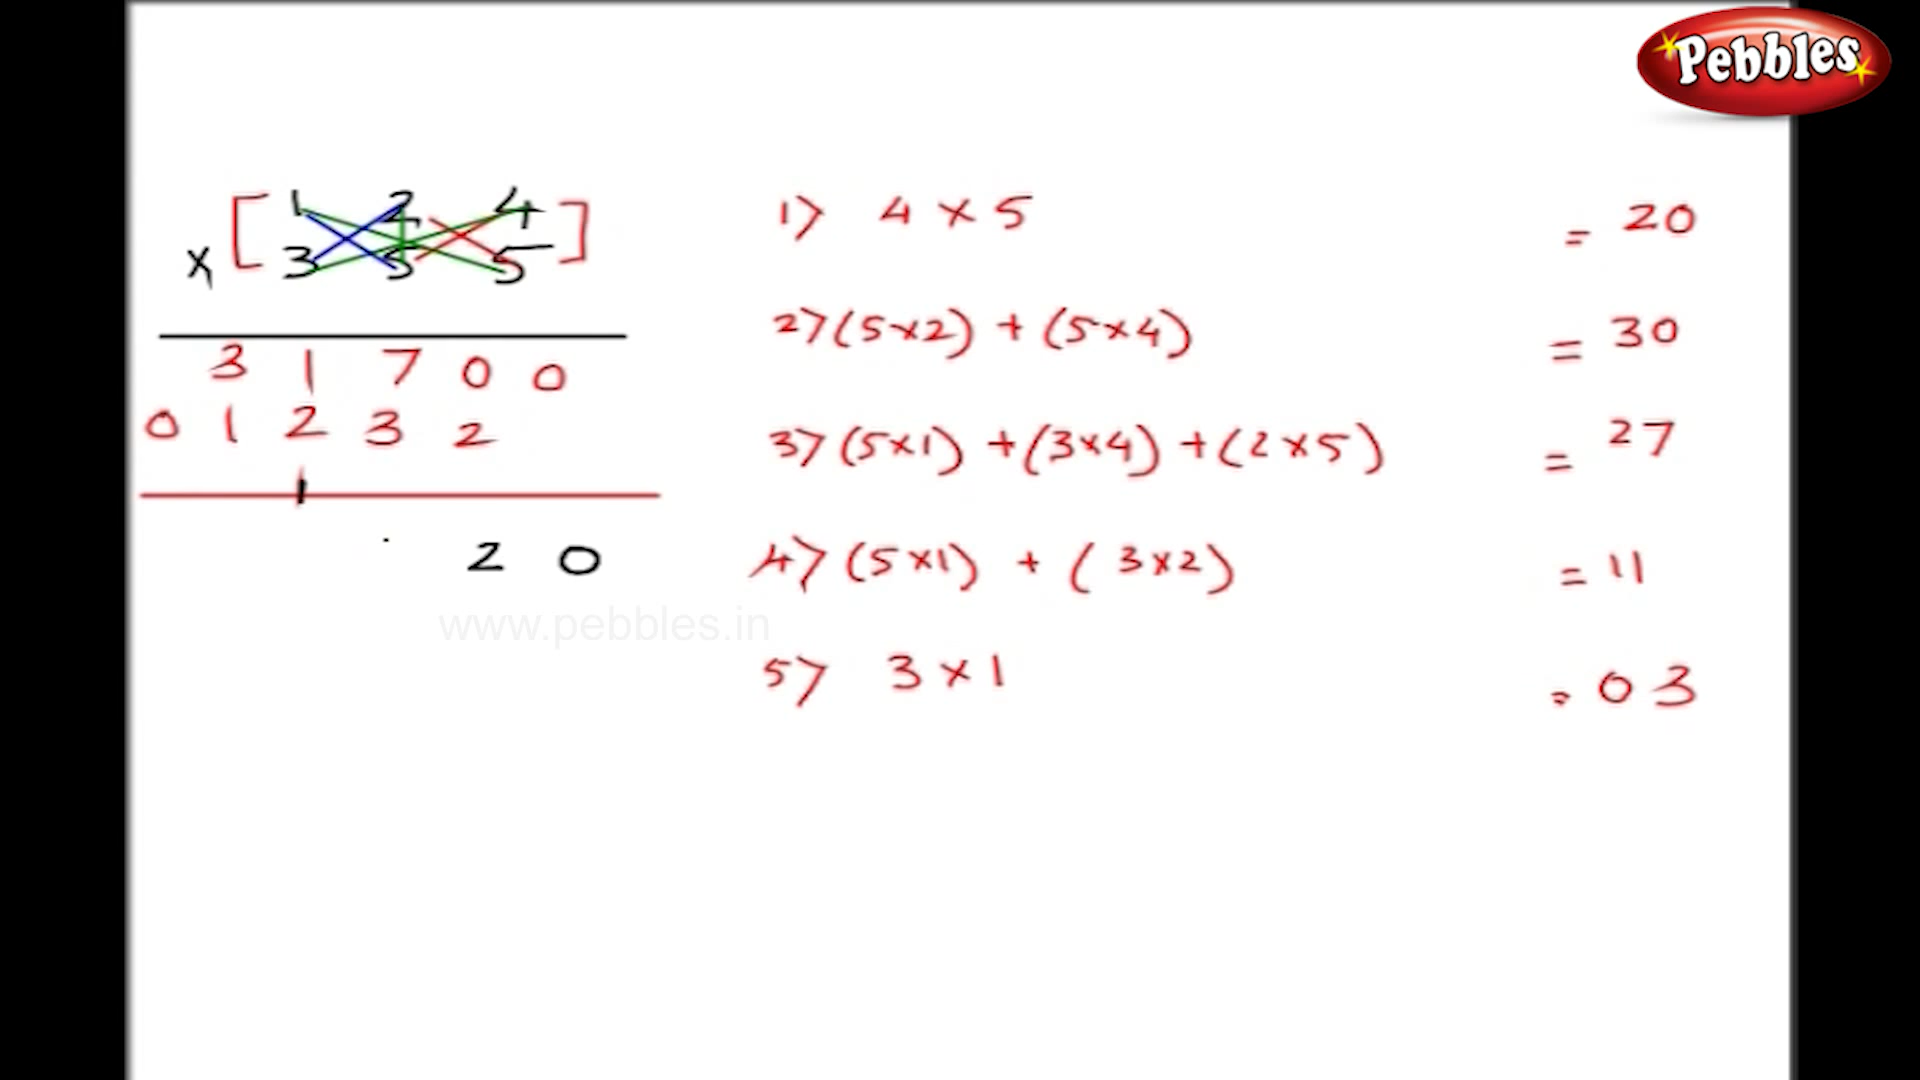 Pebbles
[ 1 2 4 ]
x 3 5 5
3 1 7 0 0
0 1 2 3 2
1
2 0
1) 4 x 5 = 20
2) (5x2) + (5x4) = 30
3) (5x1) + (3x4) + (2x5) = 27
4) (5x1) + (3x2) = 11
5) 3 x 1 = 03
www.pebbles.in